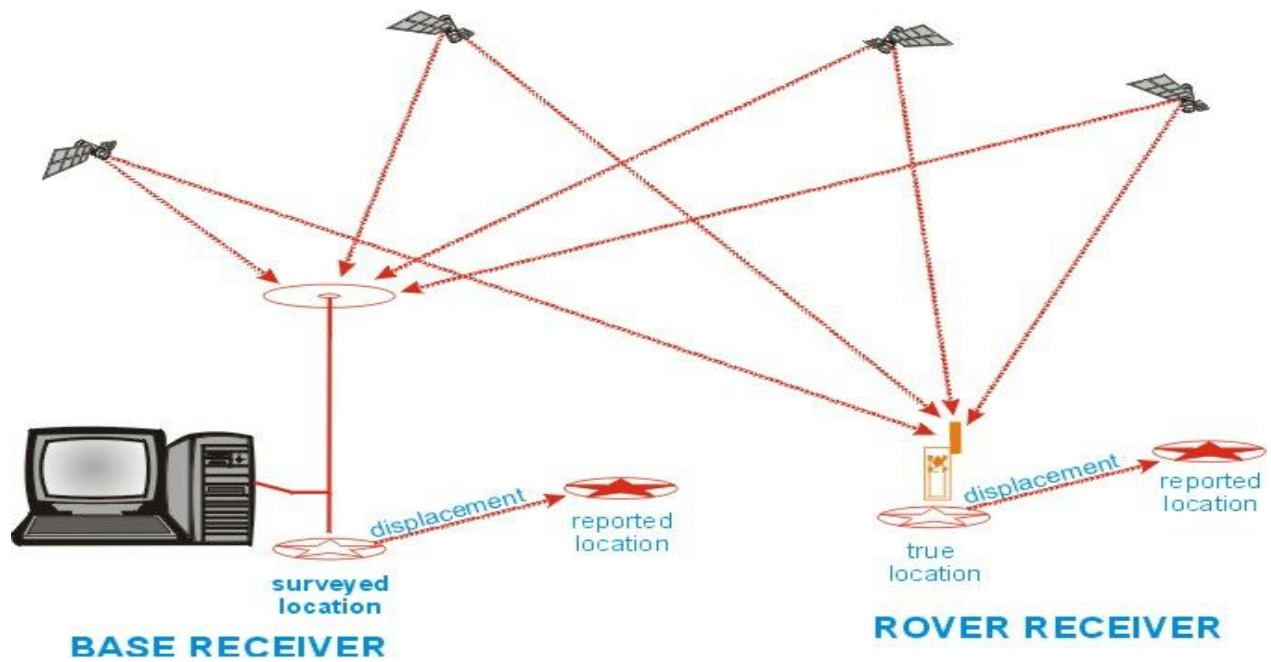 displacement
reported
location
surveyed
location
BASE RECEIVER
displacement
reported
location
true
location
ROVER RECEIVER